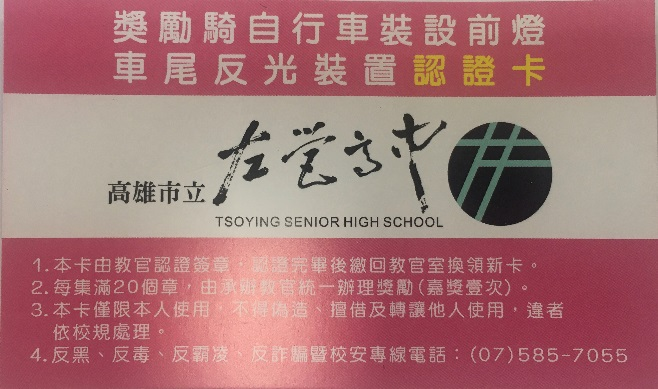 獎勵騎自行車裝設前燈
車尾反光裝置認證卡
高雄市立左營高中
TSOYING SENIOR HIGH SCHOOL
1.本卡由教官認證簽章，認證完畢後繳回教官室換領新卡。
2.每集滿20個章，由承辦教官統一辦理獎勵(嘉獎壹次)。
3.本卡僅限本人使用，不得偽造、擅借及轉讓他人使用，違者
依校規處理。
4.反黑、反毒、反霸凌、反詐騙暨校安專線電話：(07)585-7055